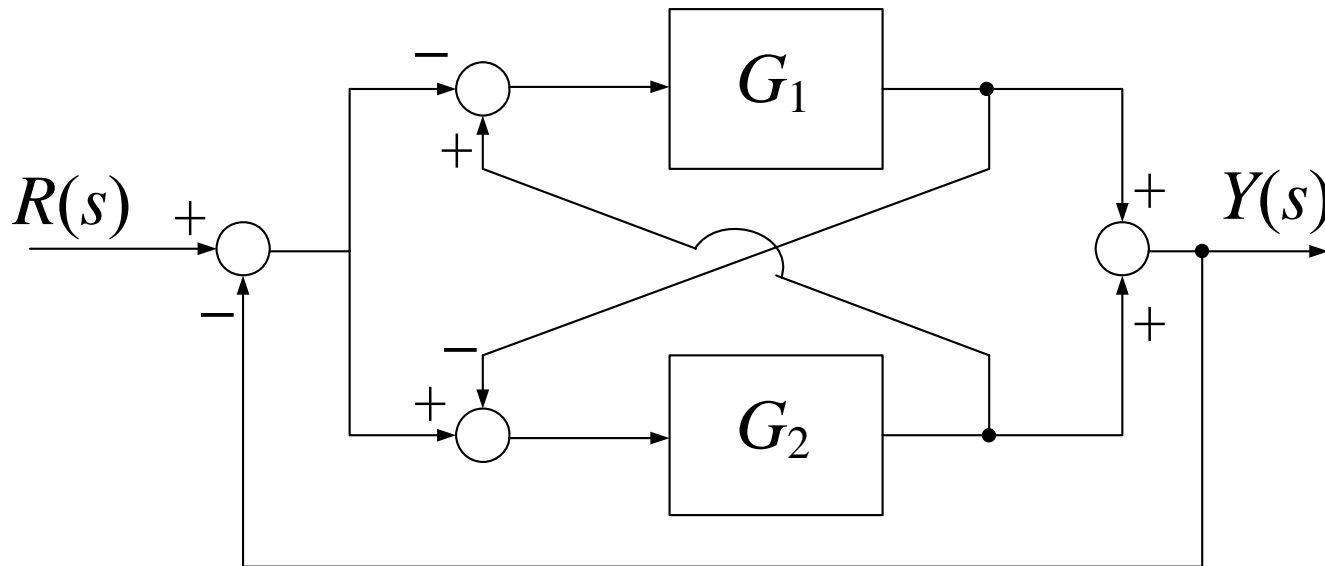 −
G₁
+
R(s)
+
+
Y(s)
−
−
+
+
G₂